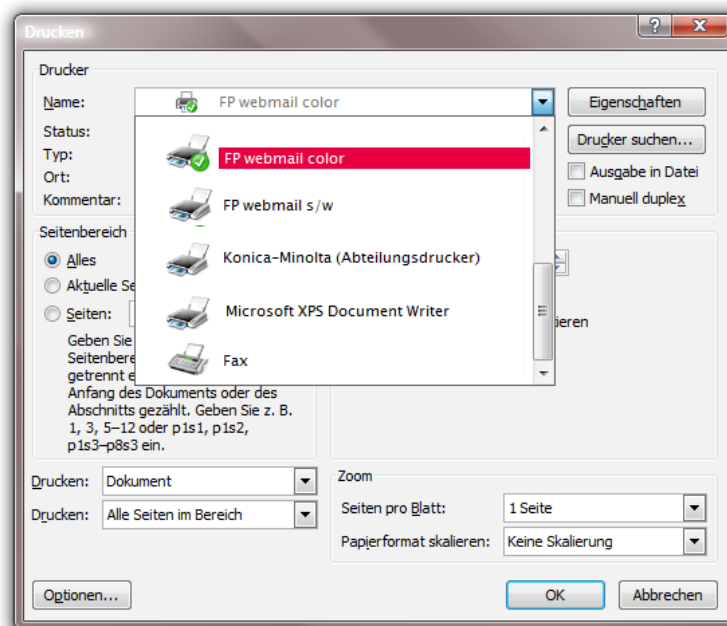 Drucken
?
X
Drucker
Name:
FP webmail color
Eigenschaften
Status:
Drucker suchen...
Typ:
Ort:
Kommentar:
Ausgabe in Datei
Manuell duplex
FP webmail color
FP webmail s/w
Konica-Minolta (Abteilungsdrucker)
Microsoft XPS Document Writer
Fax
Seitenbereich
Alles
Aktuelle Se
Seiten:
Geben Sie
Seitenbere
getrennt e
Anfang des Dokuments oder des
Abschnitts gezählt. Geben Sie z. B.
1, 3, 5–12 oder p1s1, p1s2,
p1s3–p8s3 ein.
ieren
Drucken:
Dokument
Drucken:
Alle Seiten im Bereich
Zoom
Seiten pro Blatt:
1 Seite
Papierformat skalieren:
Keine Skalierung
Optionen...
OK
Abbrechen